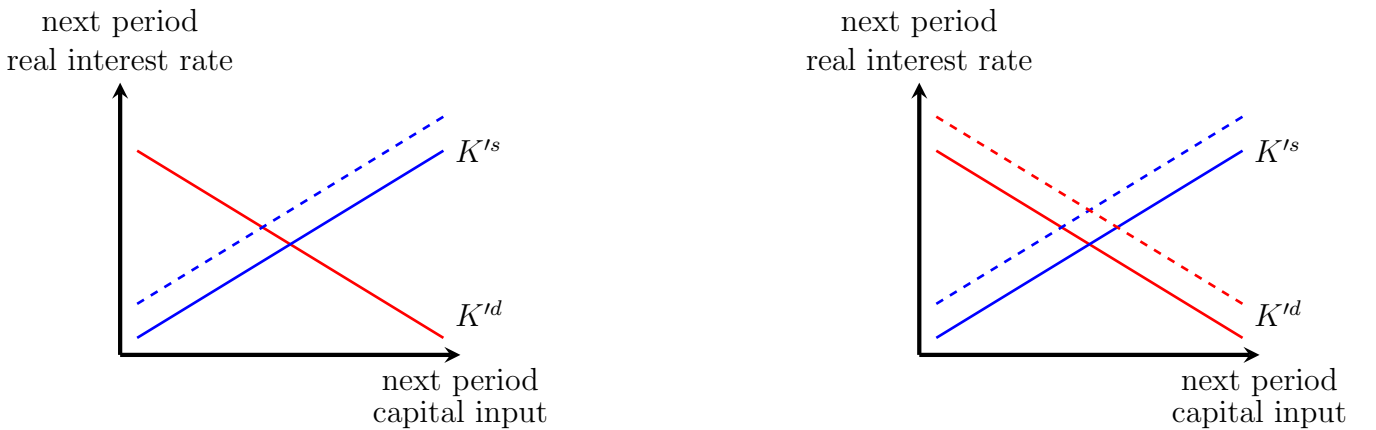 next period
real interest rate
K′ˢ
K′ᵈ
next period
capital input
next period
real interest rate
K′ˢ
K′ᵈ
next period
capital input